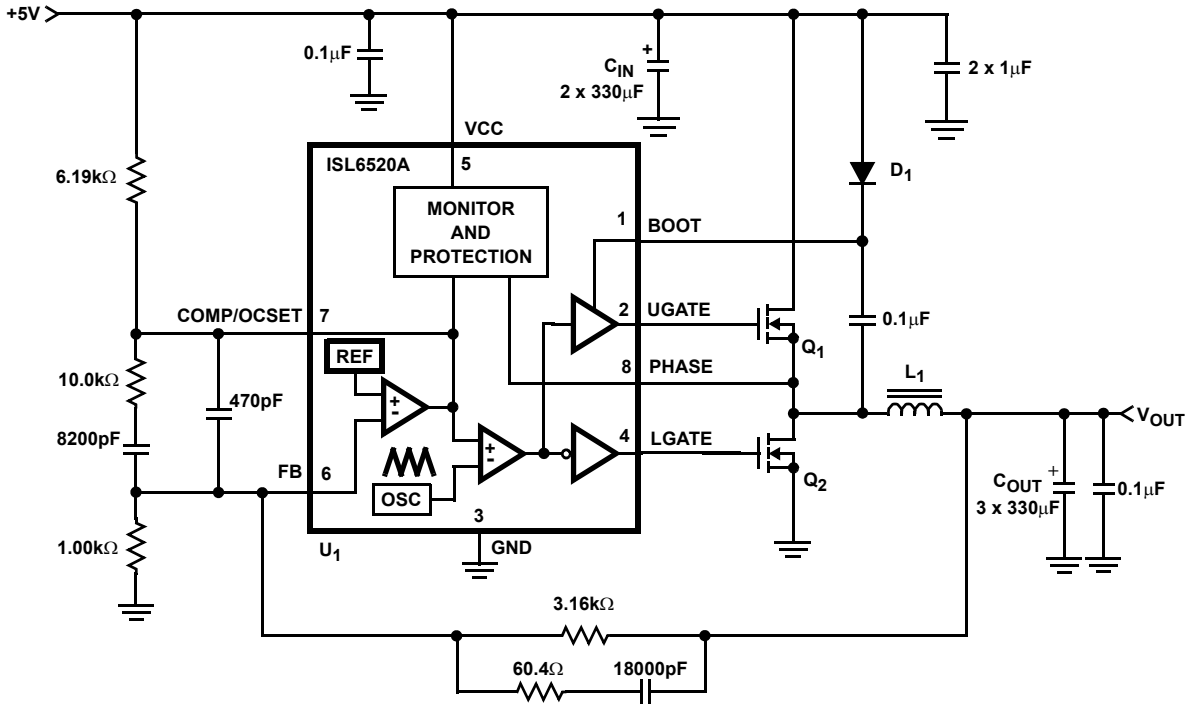 +5V
0.1μF
C_IN
2 x 330μF
2 x 1μF
VCC
ISL6520A
5
6.19kΩ
D1
MONITOR
AND
PROTECTION
1
BOOT
COMP/OCSET
7
2
UGATE
0.1μF
Q1
REF
8
PHASE
10.0kΩ
470pF
+
-
L1
8200pF
+
-
4
LGATE
VOUT
FB
6
OSC
Q2
COUT
+
3 x 330μF
0.1μF
3
1.00kΩ
U1
GND
3.16kΩ
60.4Ω
18000pF
+